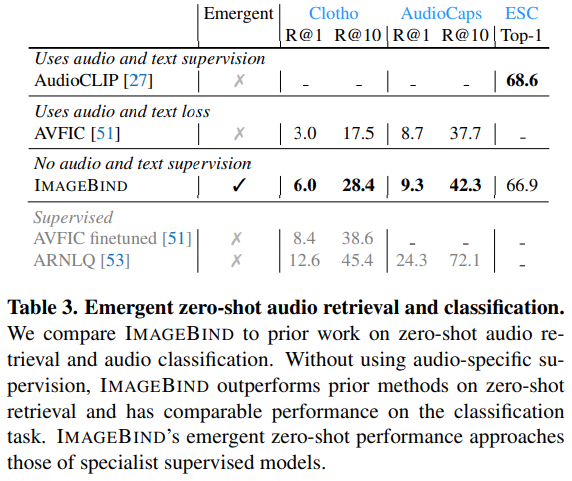 Emergent Clotho AudioCaps ESC
R@1 R@10 R@1 R@10 Top-1
Uses audio and text supervision
AudioCLIP [27] ✗ - - - - 68.6
Uses audio and text loss
AVFIC [51] ✗ 3.0 17.5 8.7 37.7 -
No audio and text supervision
IMAGEBIND ✓ 6.0 28.4 9.3 42.3 66.9
Supervised
AVFIC finetuned [51] ✗ 8.4 38.6 - - -
ARNLQ [53] ✗ 12.6 45.4 24.3 72.1 -
Table 3. Emergent zero-shot audio retrieval and classification.
We compare IMAGEBIND to prior work on zero-shot audio re-
trieval and audio classification. Without using audio-specific su-
pervision, IMAGEBIND outperforms prior methods on zero-shot
retrieval and has comparable performance on the classification
task. IMAGEBIND's emergent zero-shot performance approaches
those of specialist supervised models.